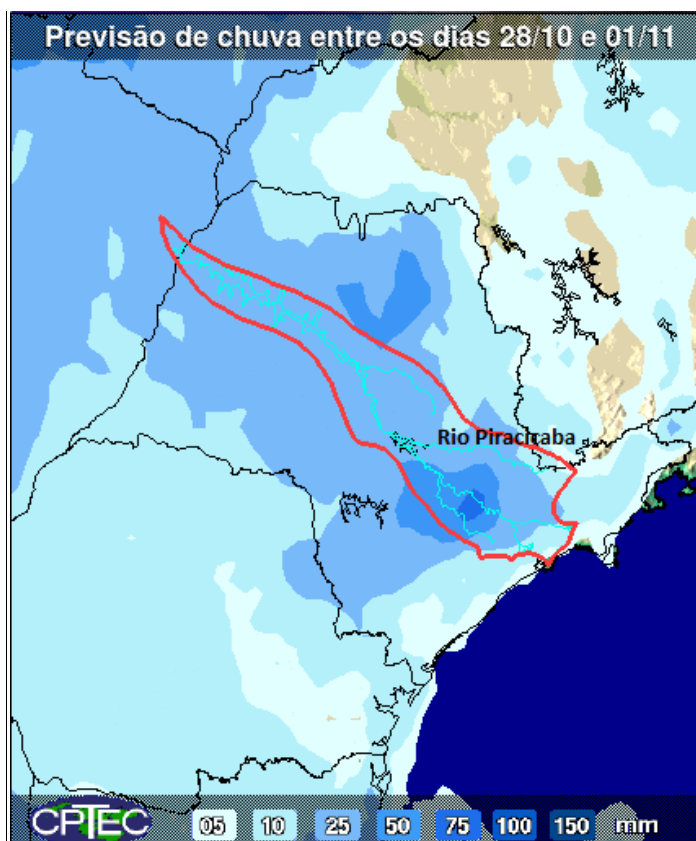 Previsão de chuva entre os dias 28/10 e 01/11
Rio Piracicaba
CPTEC 05 10 25 50 75 100 150 mm